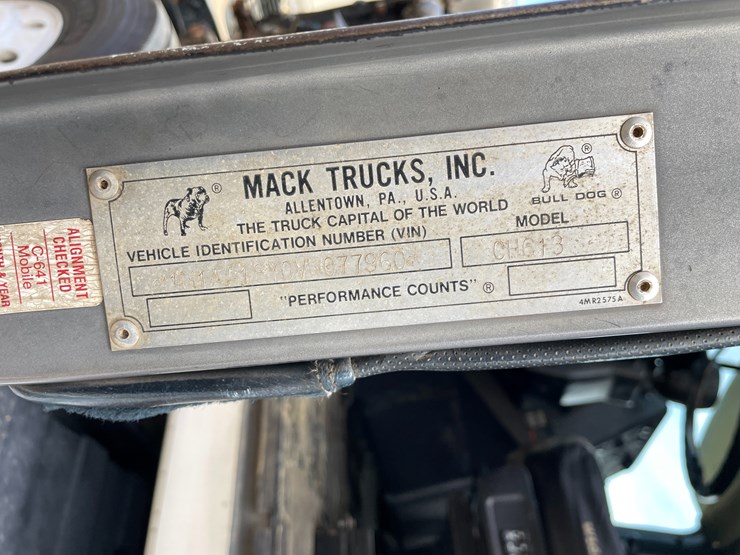 MACK TRUCKS, INC.
ALLENTOWN, PA., U.S.A.
THE TRUCK CAPITAL OF THE WORLD
BULL DOG ®
VEHICLE IDENTIFICATION NUMBER (VIN)
MODEL
CH613
"PERFORMANCE COUNTS" ®
4MR2575A
ALIGNMENT
CHECKED
C-641
Mobile
& YEAR